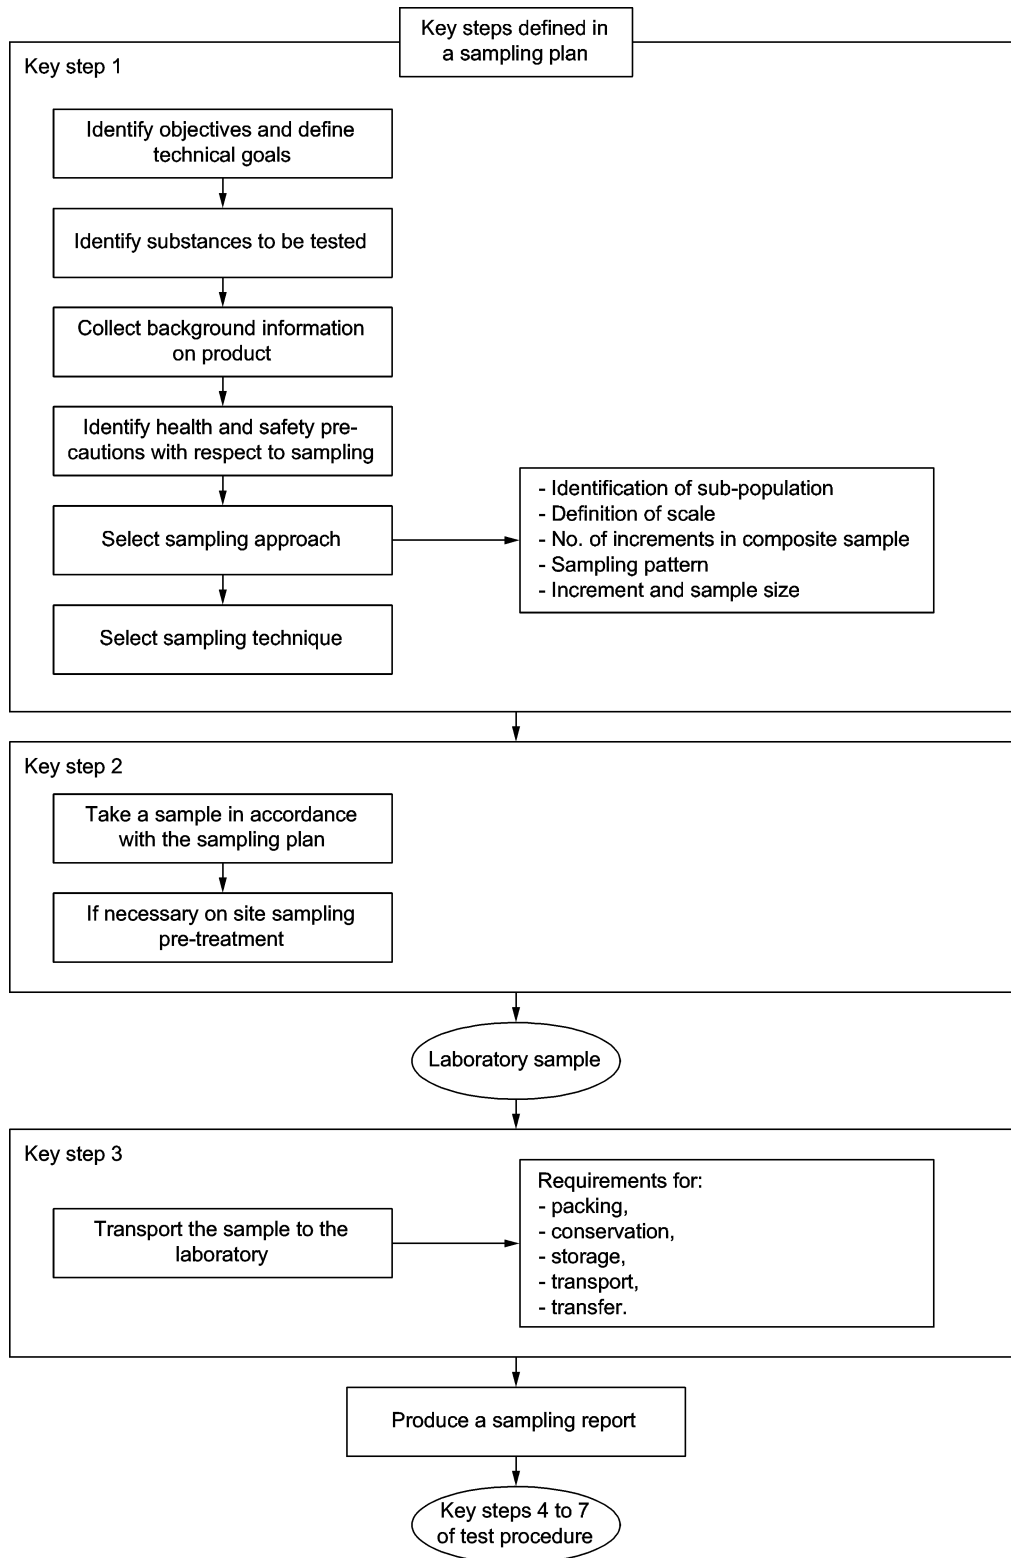 Key steps defined in
a sampling plan
Key step 1
Identify objectives and define
technical goals
Identify substances to be tested
Collect background information
on product
Identify health and safety pre-
cautions with respect to sampling
Select sampling approach
- Identification of sub-population
- Definition of scale
- No. of increments in composite sample
- Sampling pattern
- Increment and sample size
Select sampling technique
Key step 2
Take a sample in accordance
with the sampling plan
If necessary on site sampling
pre-treatment
Laboratory sample
Key step 3
Transport the sample to the
laboratory
Requirements for:
- packing,
- conservation,
- storage,
- transport,
- transfer.
Produce a sampling report
Key steps 4 to 7
of test procedure